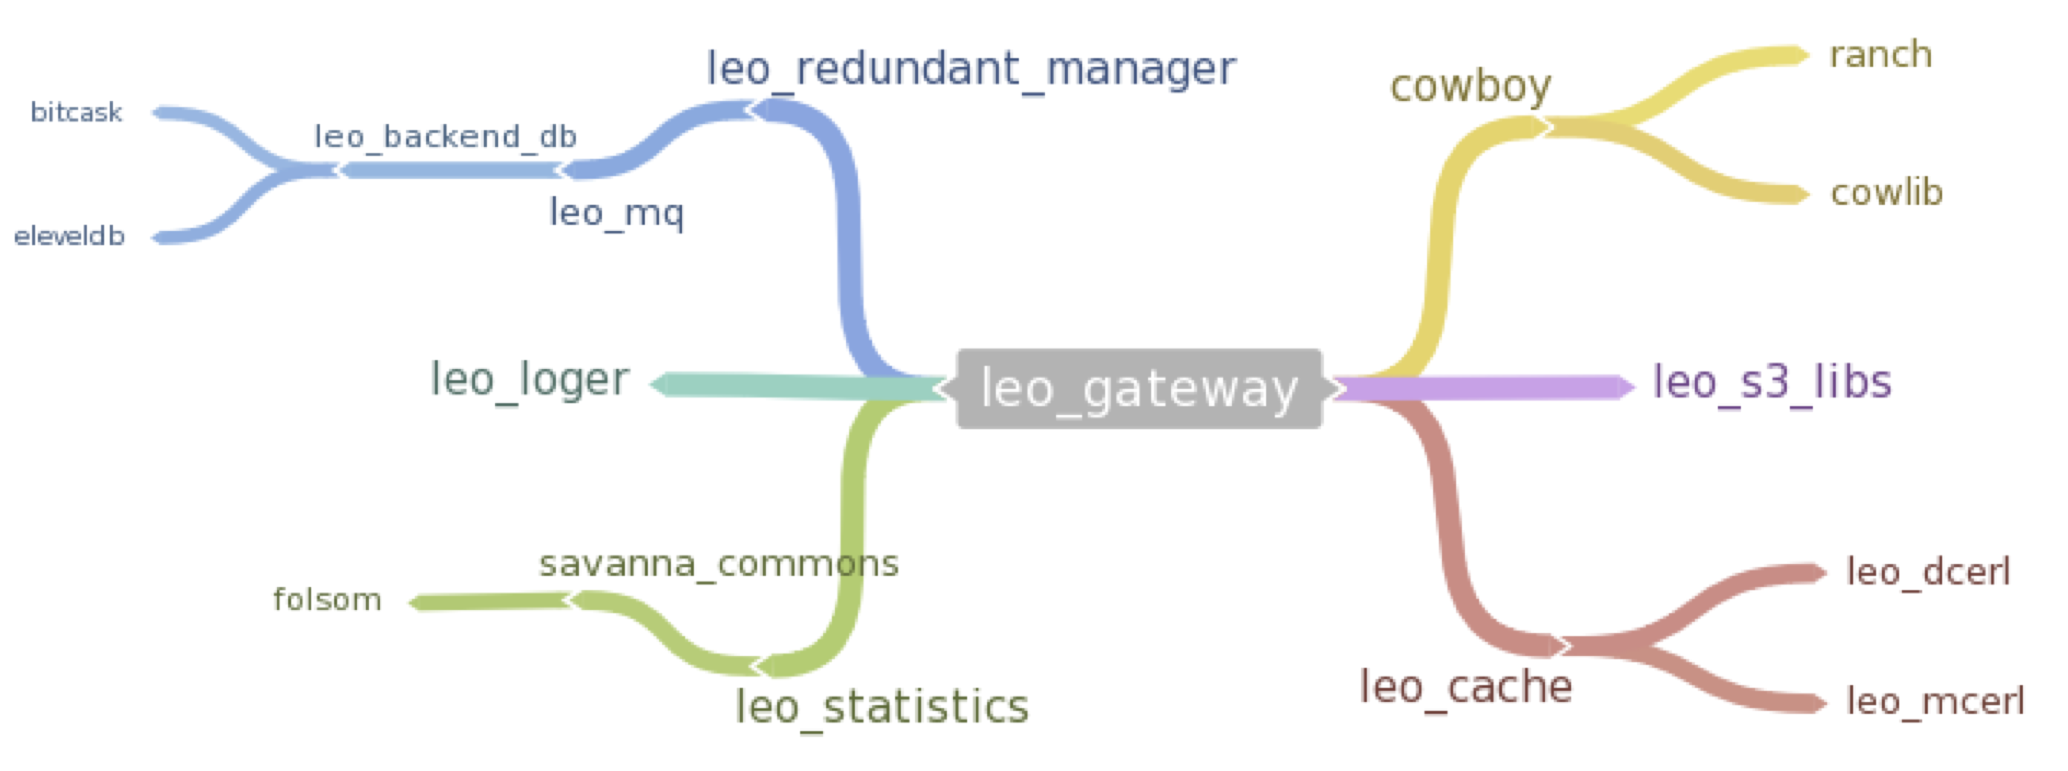 leo_redundant_manager
bitcask
leo_backend_db
leo_mq
eleveldb
leo_loger
leo_gateway
savanna_commons
folsom
leo_statistics
cowboy
ranch
cowlib
leo_s3_libs
leo_dcerl
leo_cache
leo_mcerl